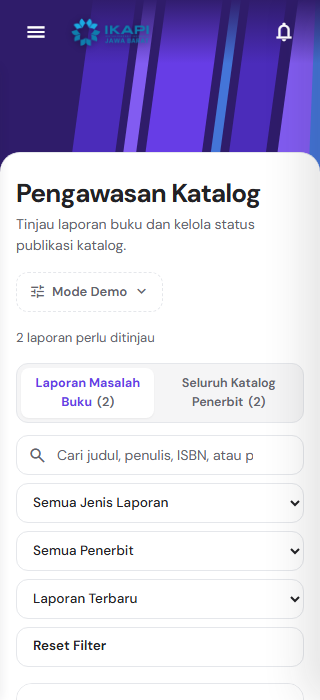 IKAPI
JAWA BARAT
Pengawasan Katalog
Tinjau laporan buku dan kelola status
publikasi katalog.
Mode Demo
2 laporan perlu ditinjau
Laporan Masalah
Buku (2)
Seluruh Katalog
Penerbit (2)
Cari judul, penulis, ISBN, atau p
Semua Jenis Laporan
Semua Penerbit
Laporan Terbaru
Reset Filter